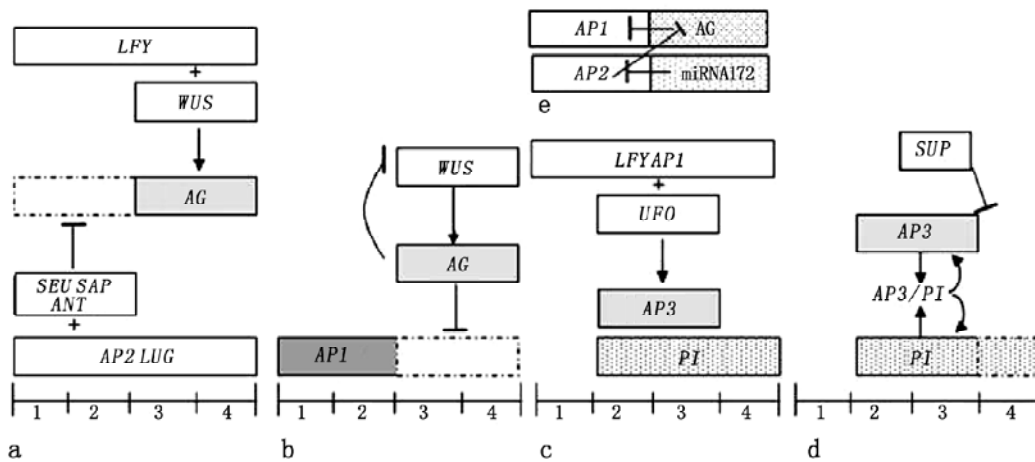 LFY
+
WUS
AG
SEU SAP
ANT
+
AP2 LUG
1 2 3 4
a
WUS
AG
AP1
1 2 3 4
b
AP1 AG
AP2 miRNA172
e
LFYAP1
+
UFO
AP3
PI
1 2 3 4
c
SUP
AP3
AP3/PI
PI
1 2 3 4
d